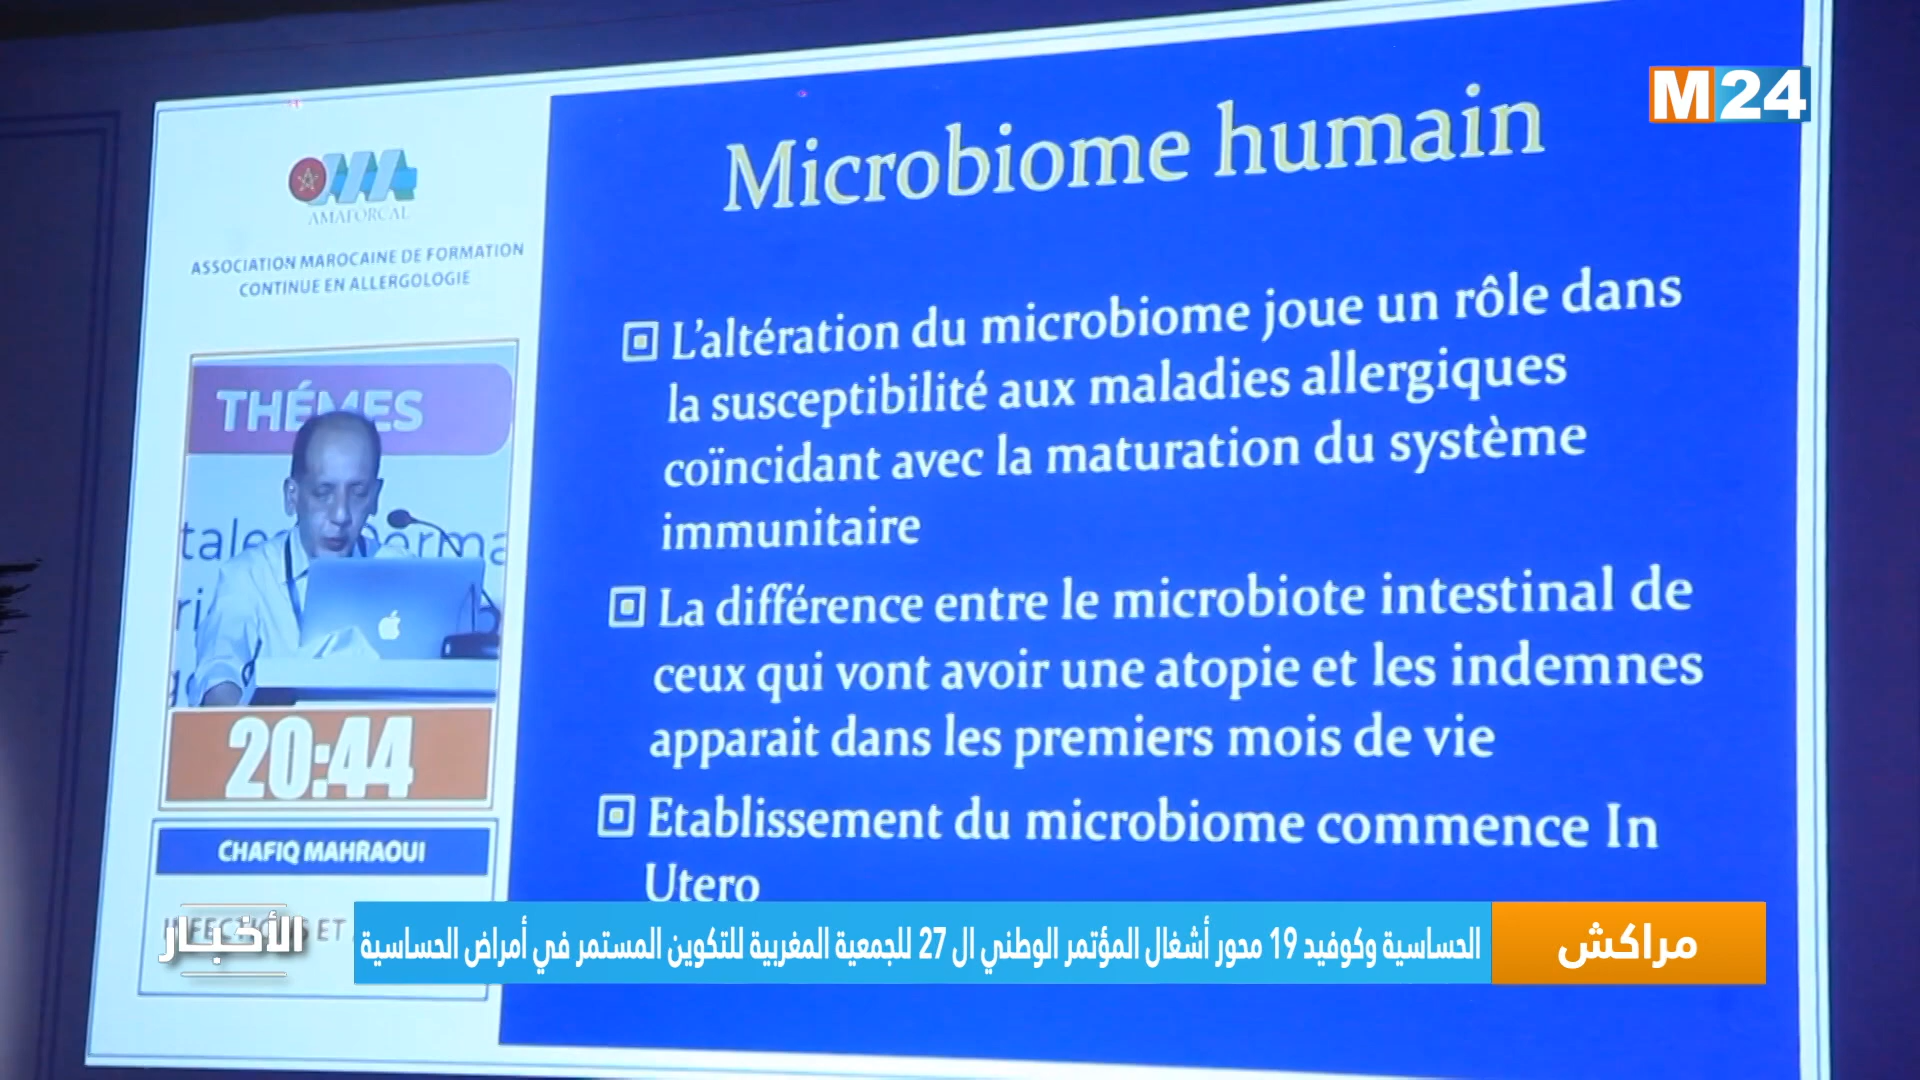 M24
AMAFORCAL
ASSOCIATION MAROCAINE DE FORMATION
CONTINUE EN ALLERGOLOGIE
THÉMES
20:44
CHAFIQ MAHRAOUI
ET
Microbiome humain
L'altération du microbiome joue un rôle dans
la susceptibilité aux maladies allergiques
coïncidant avec la maturation du système
immunitaire
La différence entre le microbiote intestinal de
ceux qui vont avoir une atopie et les indemnes
apparait dans les premiers mois de vie
Etablissement du microbiome commence In
Utero
مراكش
الحساسية وكوفيد 19 محور أشغال المؤتمر الوطني ال 27 للجمعية المغربية للتكوين المستمر في أمراض الحساسية
الأخبار